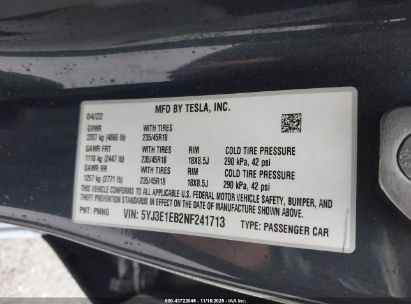 MFD BY TESLA, INC.
04/22
GVWR WITH TIRES
2207 kg (4866 lb) 235/45R18
GAWR FRT WITH TIRES RIM COLD TIRE PRESSURE
1110 kg (2447 lb) 235/45R18 18X8.5J 290 kPa, 42 psi
GAWR RR WITH TIRES RIM COLD TIRE PRESSURE
1257 kg (2771 lb) 235/45R18 18X8.5J 290 kPa, 42 psi
THIS VEHICLE CONFORMS TO ALL APPLICABLE U.S. FEDERAL MOTOR VEHICLE SAFETY, BUMPER, AND
THEFT PREVENTION STANDARDS IN EFFECT ON THE DATE OF MANUFACTURE SHOWN ABOVE.
PAINT: PMNG VIN: 5YJ3E1EB2NF241713 TYPE: PASSENGER CAR